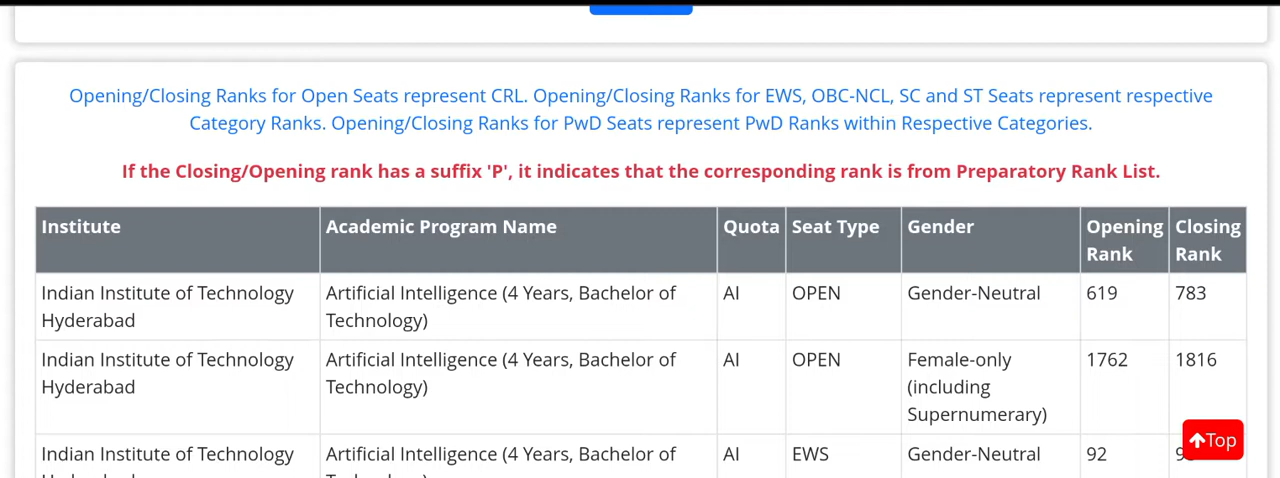 Opening/Closing Ranks for Open Seats represent CRL. Opening/Closing Ranks for EWS, OBC-NCL, SC and ST Seats represent respective
Category Ranks. Opening/Closing Ranks for PwD Seats represent PwD Ranks within Respective Categories.
If the Closing/Opening rank has a suffix 'P', it indicates that the corresponding rank is from Preparatory Rank List.
Institute Academic Program Name Quota Seat Type Gender Opening Closing
Rank Rank
Indian Institute of Technology Artificial Intelligence (4 Years, Bachelor of AI OPEN Gender-Neutral 619 783
Hyderabad Technology)
Indian Institute of Technology Artificial Intelligence (4 Years, Bachelor of AI OPEN Female-only 1762 1816
Hyderabad Technology) (including
Supernumerary)
Top
Indian Institute of Technology Artificial Intelligence (4 Years, Bachelor of AI EWS Gender-Neutral 92